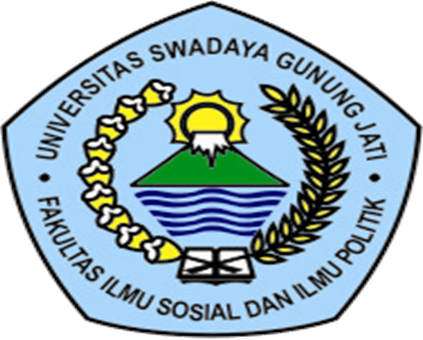 UNIVERSITAS SWADAYA GUNUNG JATI
FAKULTAS ILMU SOSIAL DAN ILMU POLITIK